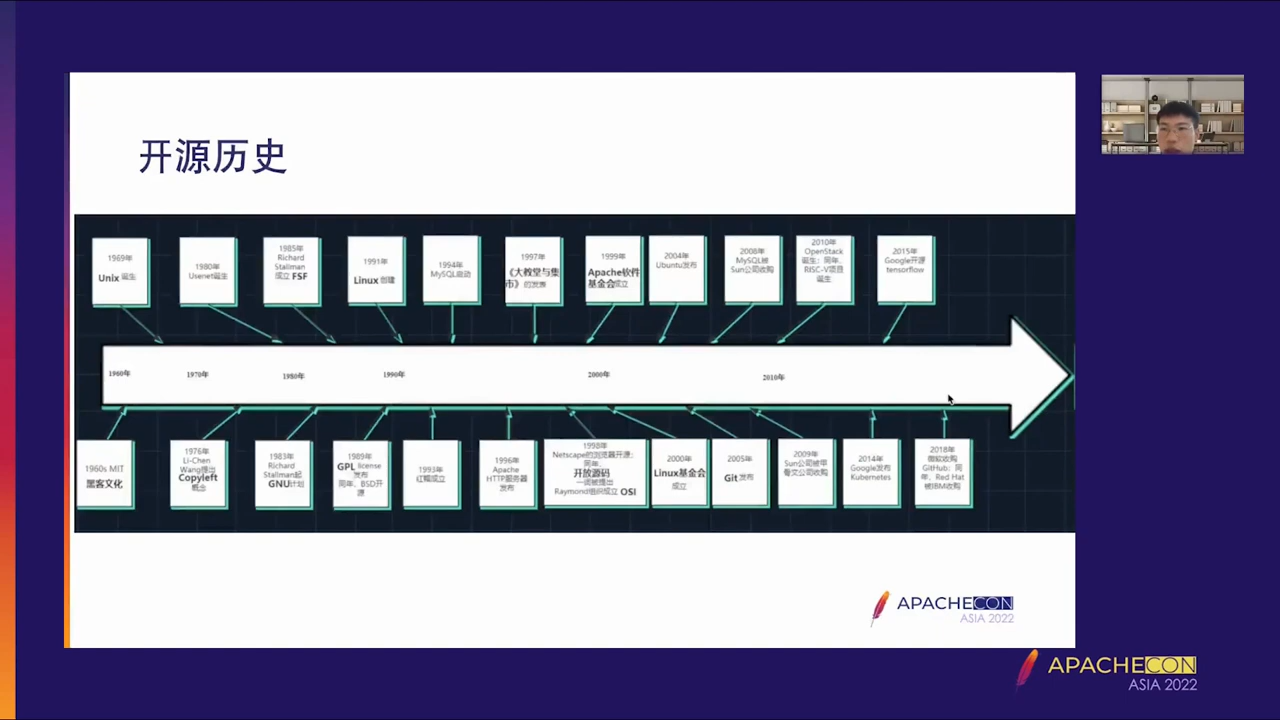 开源历史
1969年
Unix 诞生
1980年
Usenet诞生
1985年
Richard
Stallman
成立 FSF
1991年
Linux 创建
1994年
MySQL启动
1997年
《大教堂与集
市》的发表
1999年
Apache软件
基金会成立
2004年
Ubuntu发布
2008年
MySQL被
Sun公司收购
2010年
OpenStack
诞生；同年，
RISC-V项目
诞生
2015年
Google开源
tensorflow
1960年
1970年
1980年
1990年
2000年
2010年
1960s MIT
黑客文化
1976年
Li-Chen
Wang提出
Copyleft
概念
1983年
Richard
Stallman起
GNU计划
1989年
GPL license
发布
同年，BSD开
源
1993年
红帽成立
1996年
Apache
HTTP服务器
发布
1998年
Netscape的浏览器开源；
同年，
开放源码
一词被提出
Raymond组织成立 OSI
2000年
Linux基金会
成立
2005年
Git 发布
2009年
Sun公司被甲
骨文公司收购
2014年
Google发布
Kubernetes
2018年
微软收购
GitHub；同
年，Red Hat
被IBM收购
APACHECON
ASIA 2022
APACHECON
ASIA 2022